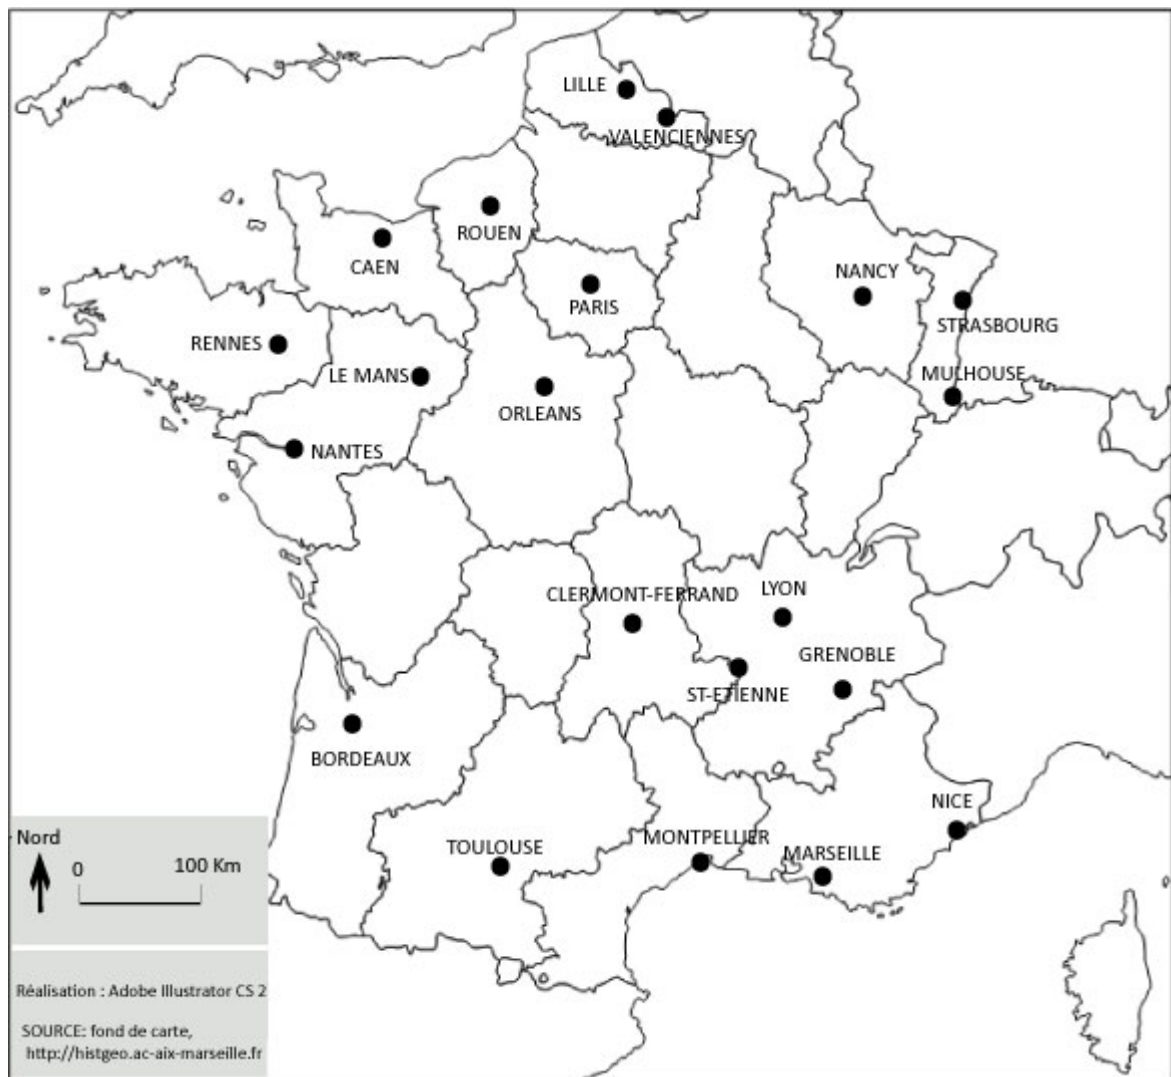 LILLE
VALENCIENNES
ROUEN
CAEN
PARIS
NANCY
STRASBOURG
RENNES
LE MANS
MULHOUSE
ORLEANS
NANTES
CLERMONT-FERRAND
LYON
GRENOBLE
ST-ETIENNE
BORDEAUX
NICE
TOULOUSE
MONTPELLIER
MARSEILLE
Nord
0 100 Km
Réalisation : Adobe Illustrator CS 2
SOURCE: fond de carte,
http://histgeo.ac-aix-marseille.fr